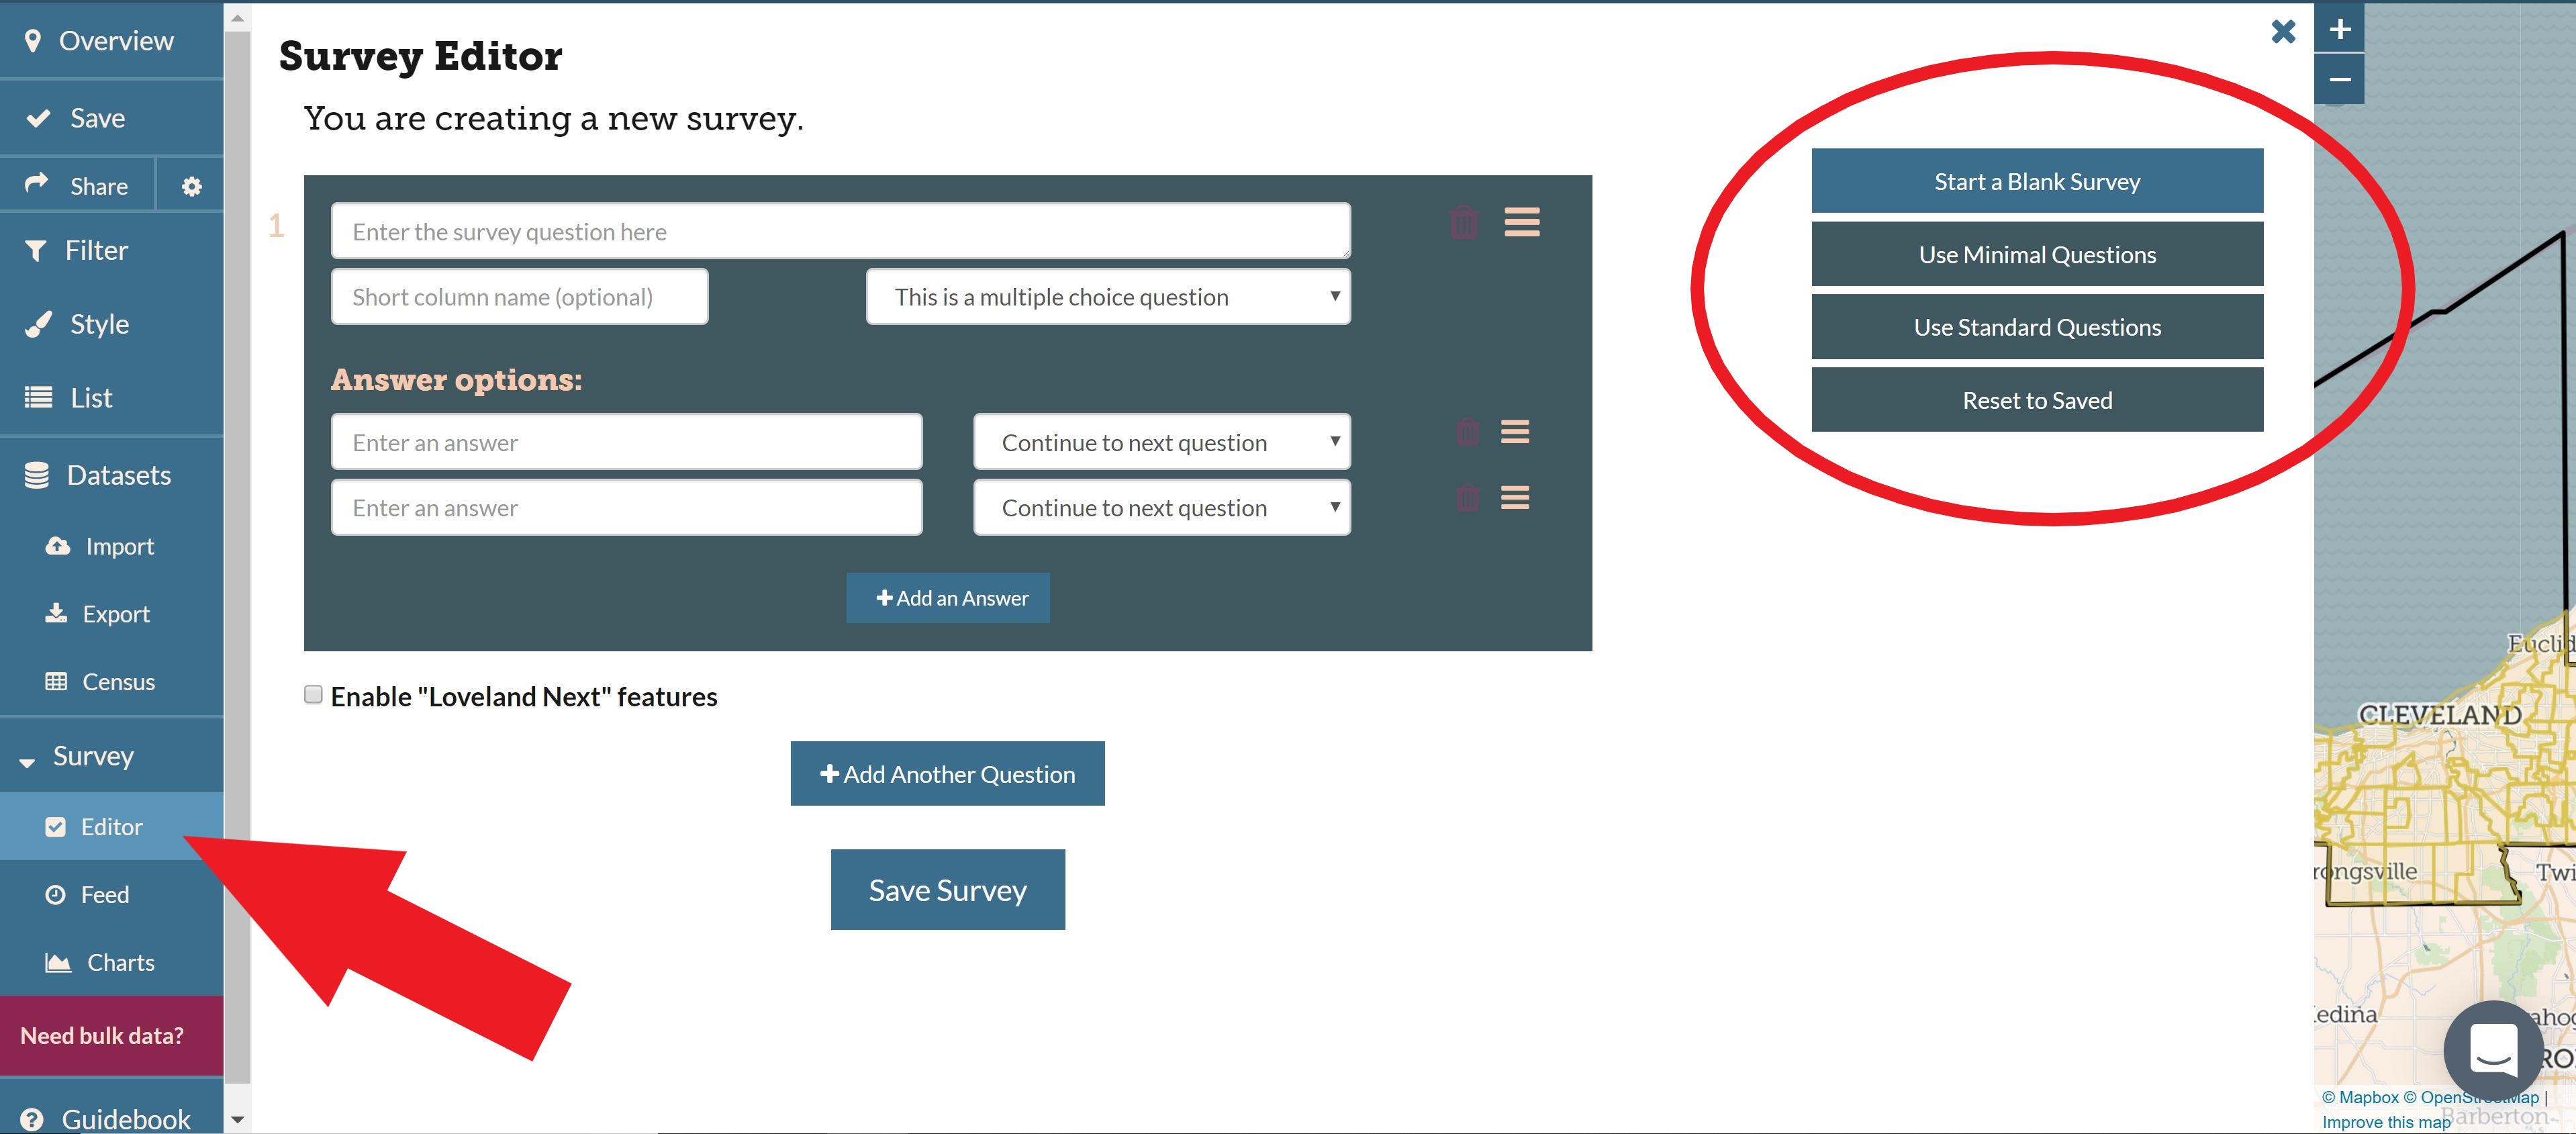 Overview
Save
Share
Filter
Style
List
Datasets
Import
Export
Census
Survey
Editor
Feed
Charts
Need bulk data?
Guidebook
Survey Editor
You are creating a new survey.
1
Enter the survey question here
Short column name (optional)
This is a multiple choice question
Answer options:
Enter an answer
Continue to next question
Enter an answer
Continue to next question
+ Add an Answer
Enable "Loveland Next" features
+ Add Another Question
Save Survey
Start a Blank Survey
Use Minimal Questions
Use Standard Questions
Reset to Saved
+
−
Euclid
CLEVELAND
rongsville
Twi
edina
© Mapbox © OpenStreetMap |
Improve this map
Barberton